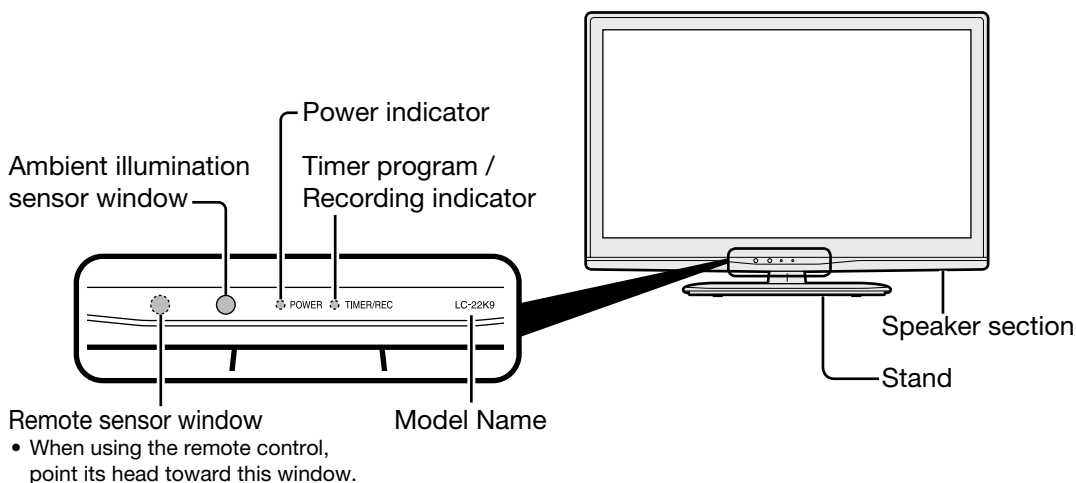 Power indicator
Ambient illumination
sensor window
Timer program /
Recording indicator
POWER TIMER/REC LC-22K9
Speaker section
Stand
Remote sensor window
• When using the remote control,
point its head toward this window.
Model Name